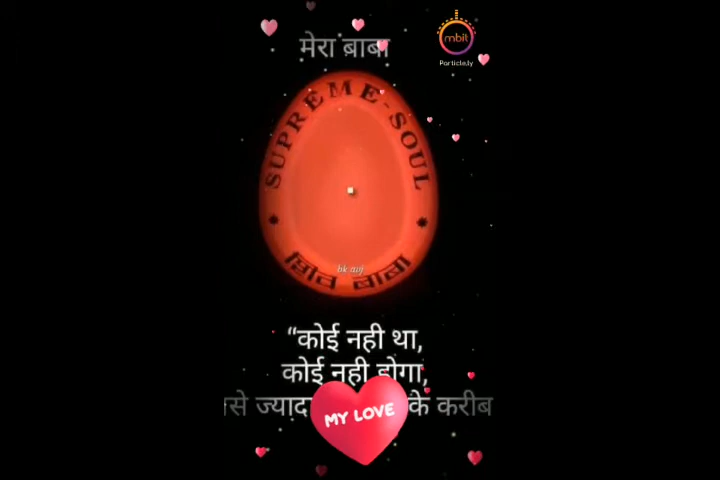 मेरा बाबा
mbit
Particle.ly
SUPREME-SOUL
शिव बाबा
"कोई नही था,
कोई नही होगा,
से ज्याद के करीब
MY LOVE